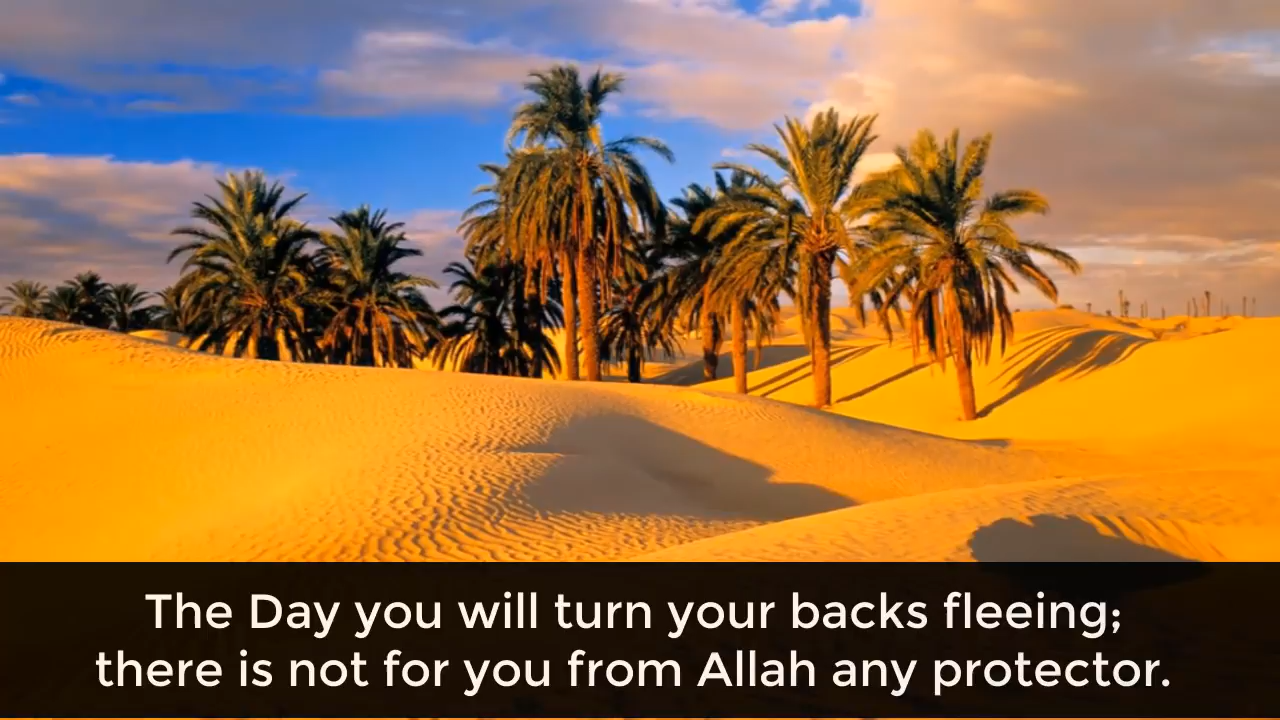 The Day you will turn your backs fleeing;
there is not for you from Allah any protector.